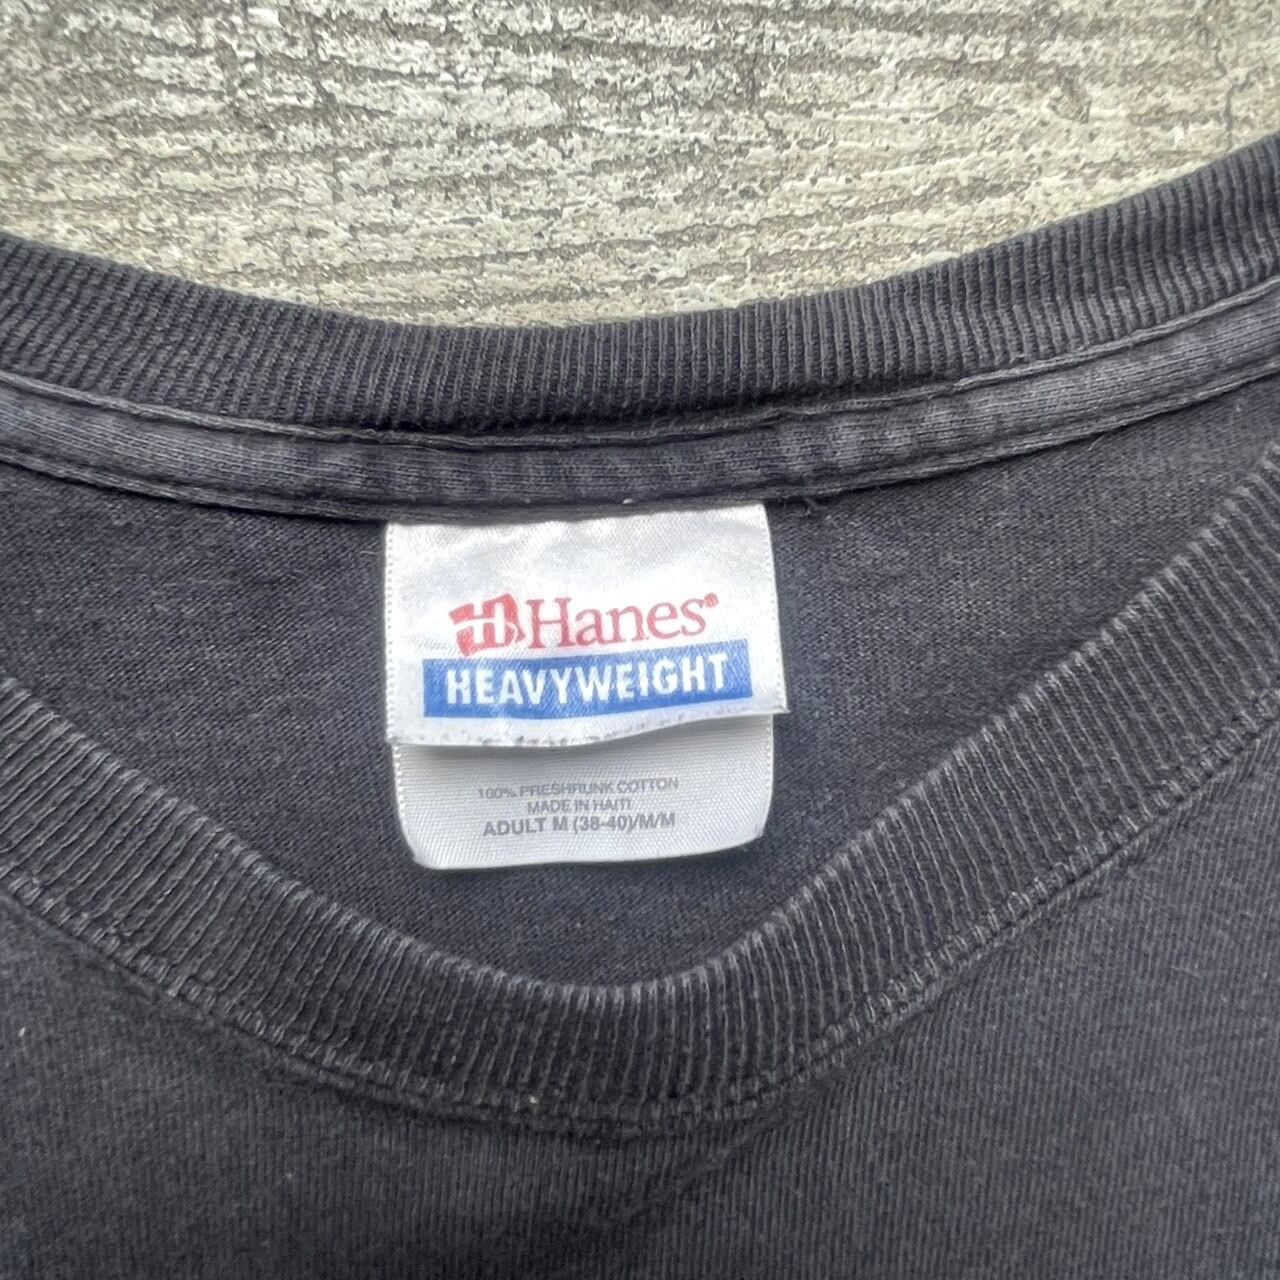 Hanes®
HEAVYWEIGHT
100% PRESHRUNK COTTON
MADE IN HAITI
ADULT M (38-40)/M/M